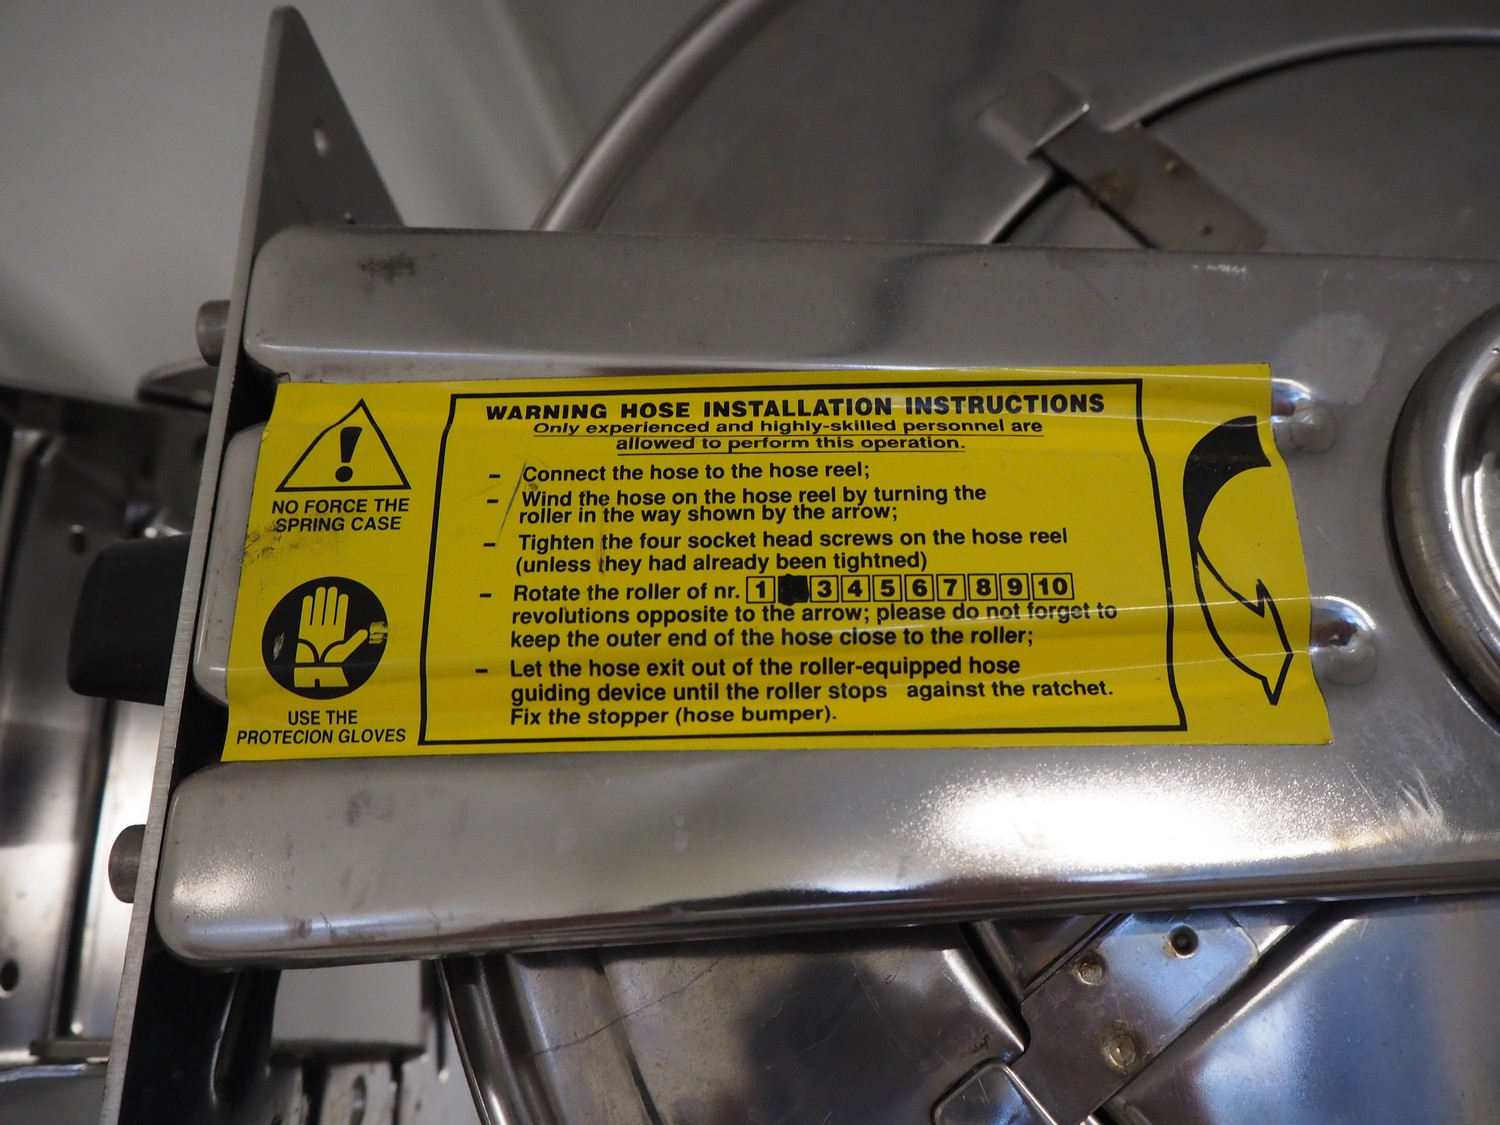 NO FORCE THE
SPRING CASE
USE THE
PROTECION GLOVES
WARNING HOSE INSTALLATION INSTRUCTIONS
Only experienced and highly-skilled personnel are
allowed to perform this operation.
- Connect the hose to the hose reel;
- Wind the hose on the hose reel by turning the
roller in the way shown by the arrow;
- Tighten the four socket head screws on the hose reel
(unless they had already been tightned)
- Rotate the roller of nr. 1 3 4 5 6 7 8 9 10
revolutions opposite to the arrow; please do not forget to
keep the outer end of the hose close to the roller;
- Let the hose exit out of the roller-equipped hose
guiding device until the roller stops against the ratchet.
Fix the stopper (hose bumper).